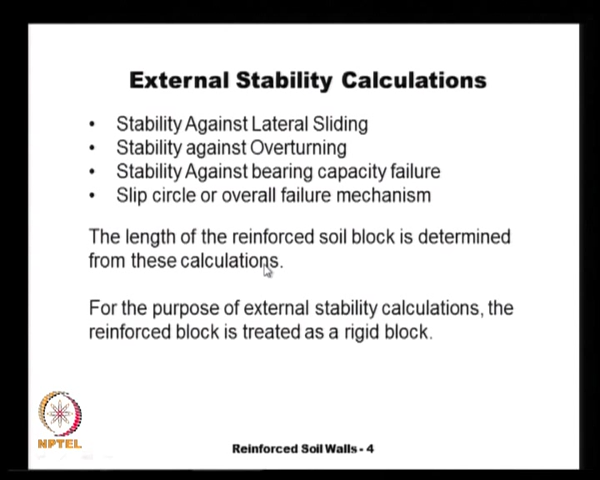 External Stability Calculations
• Stability Against Lateral Sliding
• Stability against Overturning
• Stability Against bearing capacity failure
• Slip circle or overall failure mechanism
The length of the reinforced soil block is determined
from these calculations.
For the purpose of external stability calculations, the
reinforced block is treated as a rigid block.
NPTEL
Reinforced Soil Walls - 4